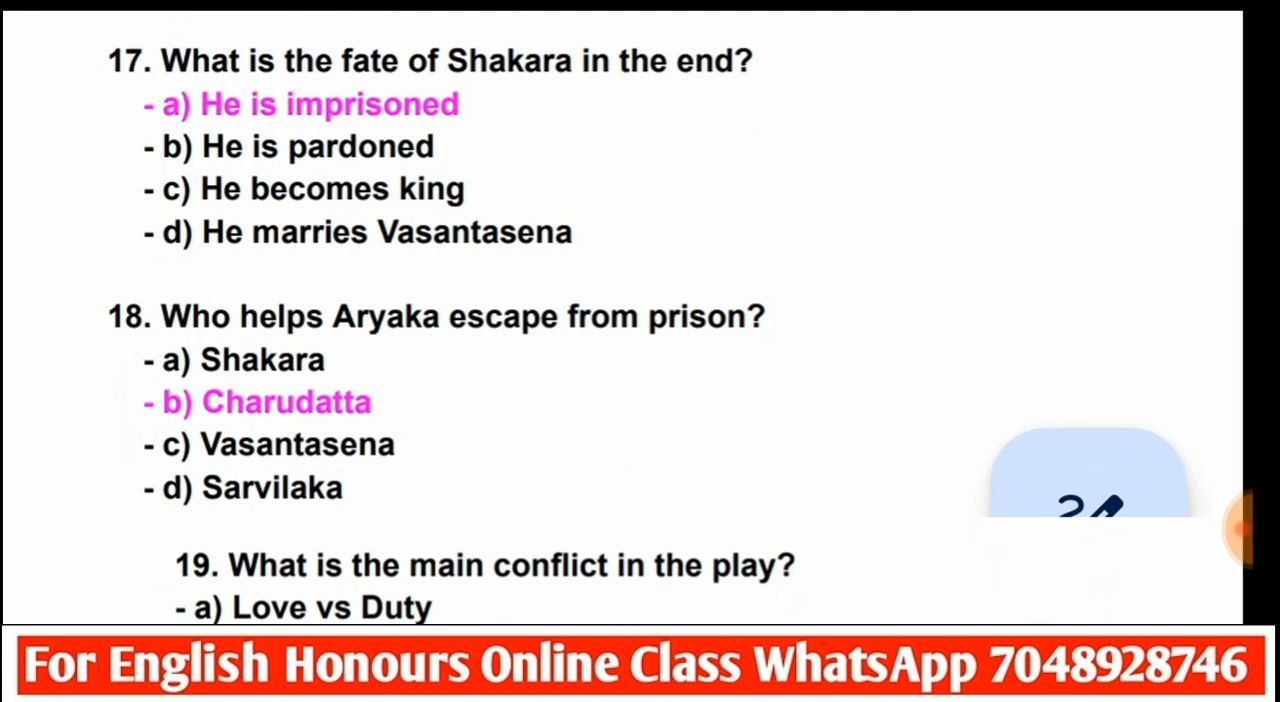 17. What is the fate of Shakara in the end?
- a) He is imprisoned
- b) He is pardoned
- c) He becomes king
- d) He marries Vasantasena
18. Who helps Aryaka escape from prison?
- a) Shakara
- b) Charudatta
- c) Vasantasena
- d) Sarvilaka
19. What is the main conflict in the play?
- a) Love vs Duty
For English Honours Online Class WhatsApp 7048928746